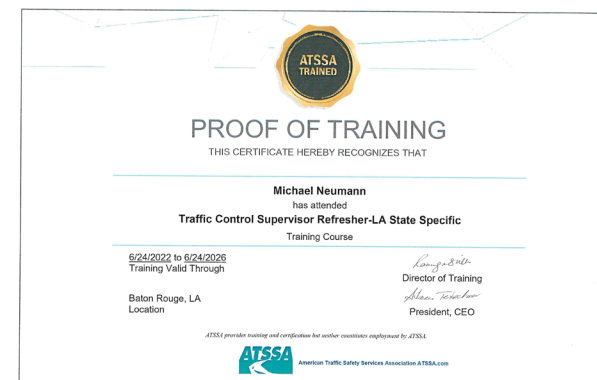 ATSSA
TRAINED
PROOF OF TRAINING
THIS CERTIFICATE HEREBY RECOGNIZES THAT
Michael Neumann
has attended
Traffic Control Supervisor Refresher-LA State Specific
Training Course
6/24/2022 to 6/24/2026
Training Valid Through
Director of Training
Baton Rouge, LA
Location
President, CEO
ATSSA provides training and certification but neither constitutes employment by ATSSA.
ATSSA
American Traffic Safety Services Association ATSSA.com